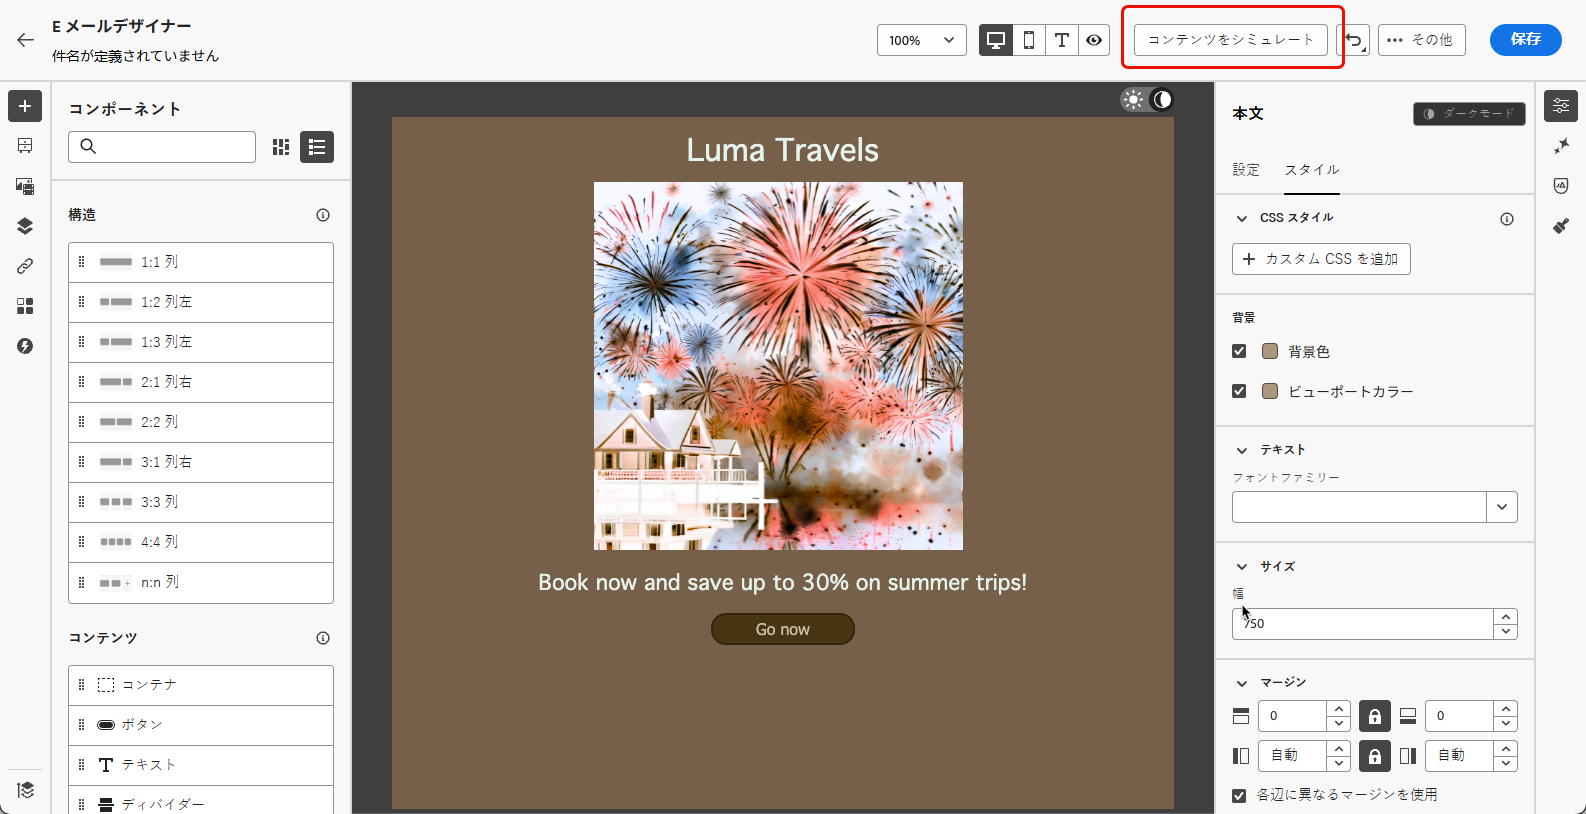 E メールデザイナー
件名が定義されていません
100%
コンテンツをシミュレート
その他
保存
コンポーネント
構造
1:1 列
1:2 列左
1:3 列左
2:1 列右
2:2 列
3:1 列右
3:3 列
4:4 列
n:n 列
コンテンツ
コンテナ
ボタン
テキスト
ディバイダー
Luma Travels
Book now and save up to 30% on summer trips!
Go now
本文
ダークモード
設定
スタイル
CSS スタイル
カスタム CSS を追加
背景
背景色
ビューポートカラー
テキスト
フォントファミリー
サイズ
幅
750
マージン
0
0
自動
自動
各辺に異なるマージンを使用